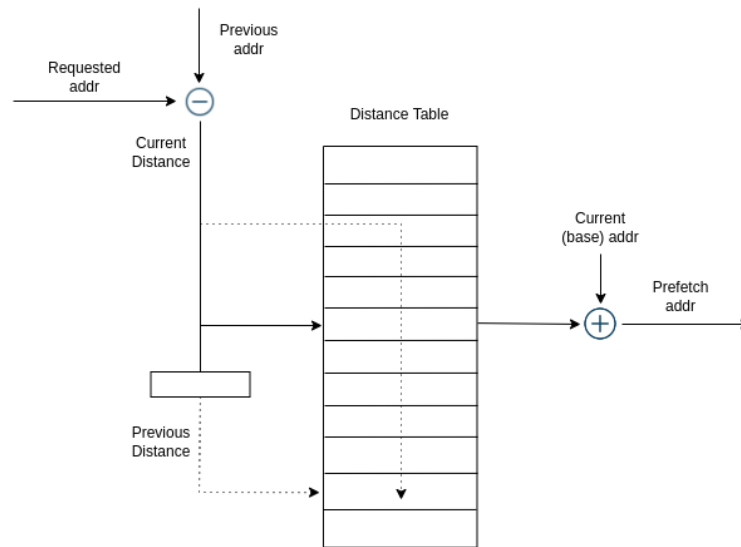 Previous
addr
Requested
addr
Distance Table
Current
Distance
Current
(base) addr
Prefetch
addr
Previous
Distance